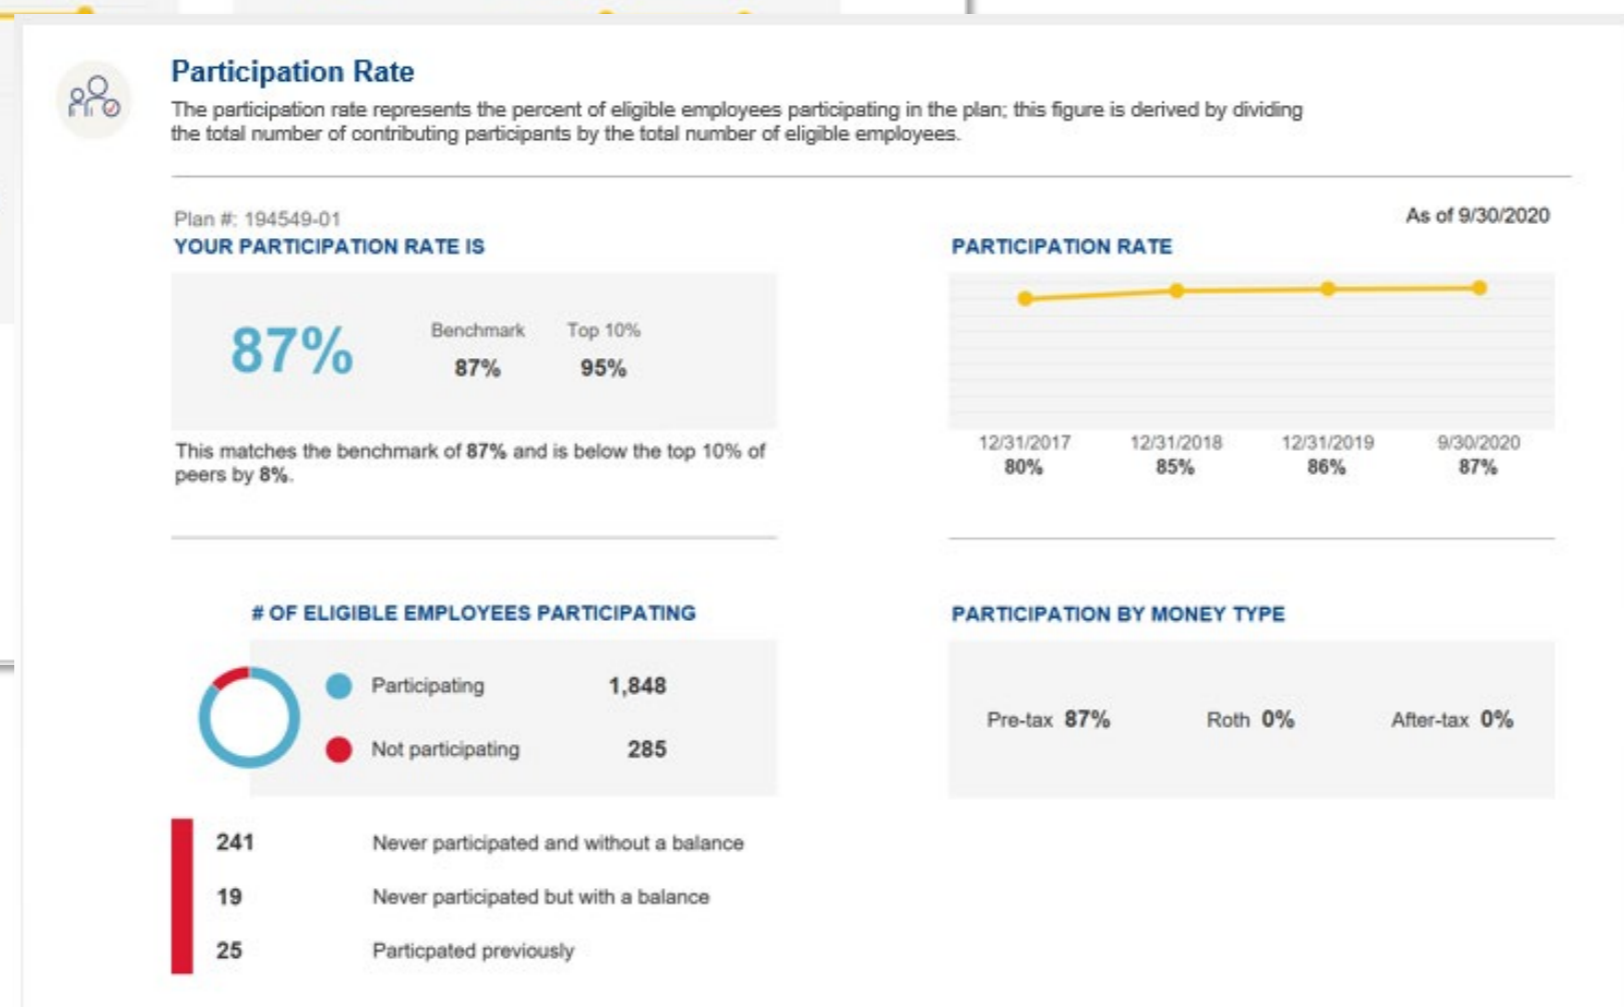 Participation Rate
The participation rate represents the percent of eligible employees participating in the plan; this figure is derived by dividing
the total number of contributing participants by the total number of eligible employees.
Plan #: 194549-01
As of 9/30/2020
YOUR PARTICIPATION RATE IS
87%
Benchmark Top 10%
87% 95%
This matches the benchmark of 87% and is below the top 10% of
peers by 8%.
PARTICIPATION RATE
12/31/2017 12/31/2018 12/31/2019 9/30/2020
80% 85% 86% 87%
# OF ELIGIBLE EMPLOYEES PARTICIPATING
Participating 1,848
Not participating 285
241 Never participated and without a balance
19 Never participated but with a balance
25 Particpated previously
PARTICIPATION BY MONEY TYPE
Pre-tax 87% Roth 0% After-tax 0%